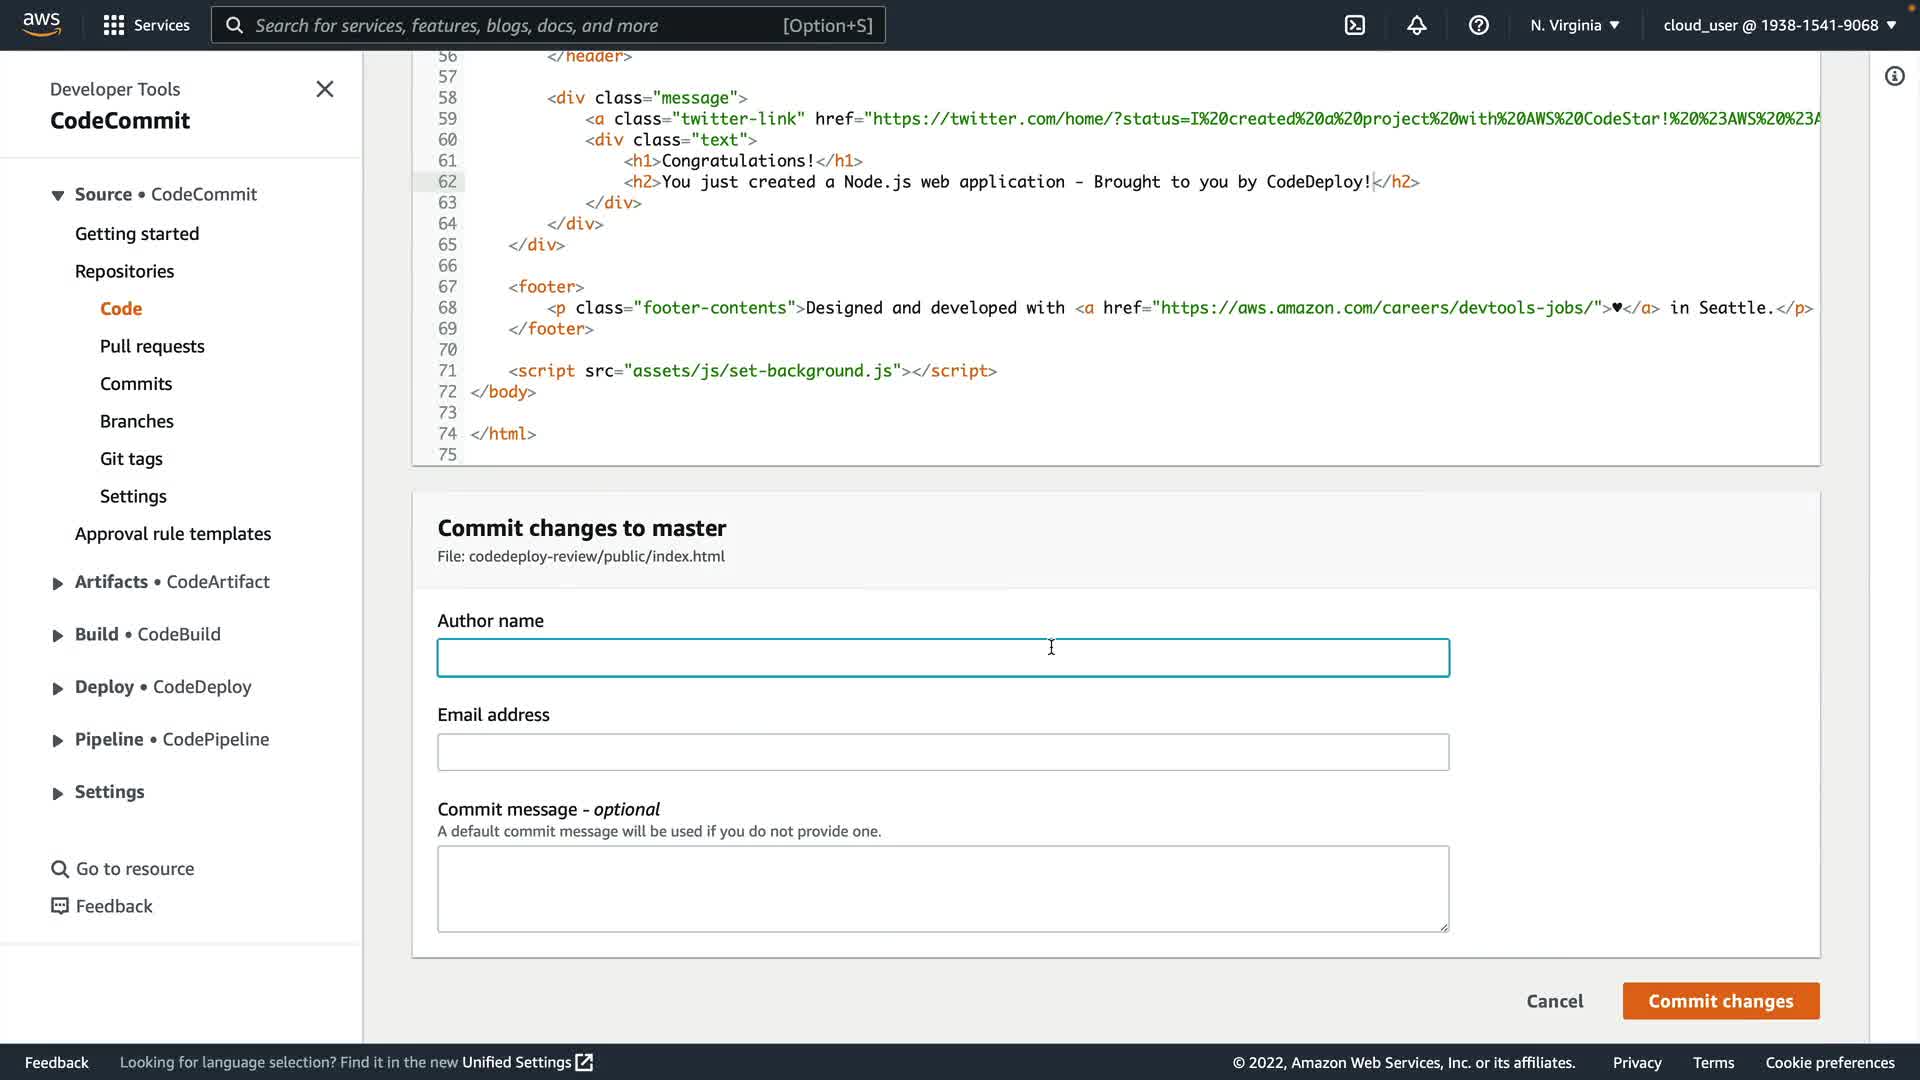 aws
Services
Search for services, features, blogs, docs, and more [Option+S]
N. Virginia ▼
cloud_user @ 1938-1541-9068 ▼
Developer Tools
CodeCommit
Source • CodeCommit
Getting started
Repositories
Code
Pull requests
Commits
Branches
Git tags
Settings
Approval rule templates
Artifacts • CodeArtifact
Build • CodeBuild
Deploy • CodeDeploy
Pipeline • CodePipeline
Settings
Go to resource
Feedback
56 </header>
57
58 <div class="message">
59 <a class="twitter-link" href="https://twitter.com/home/?status=I%20created%20a%20project%20with%20AWS%20CodeStar!%20%23AWS%20%23A
60 <div class="text">
61 <h1>Congratulations!</h1>
62 <h2>You just created a Node.js web application - Brought to you by CodeDeploy!</h2>
63 </div>
64 </div>
65 </div>
66
67 <footer>
68 <p class="footer-contents">Designed and developed with <a href="https://aws.amazon.com/careers/devtools-jobs/">♥</a> in Seattle.</p>
69 </footer>
70
71 <script src="assets/js/set-background.js"></script>
72 </body>
73
74 </html>
75
Commit changes to master
File: codedeploy-review/public/index.html
Author name
Email address
Commit message - optional
A default commit message will be used if you do not provide one.
Cancel
Commit changes
Feedback
Looking for language selection? Find it in the new Unified Settings
© 2022, Amazon Web Services, Inc. or its affiliates.
Privacy
Terms
Cookie preferences